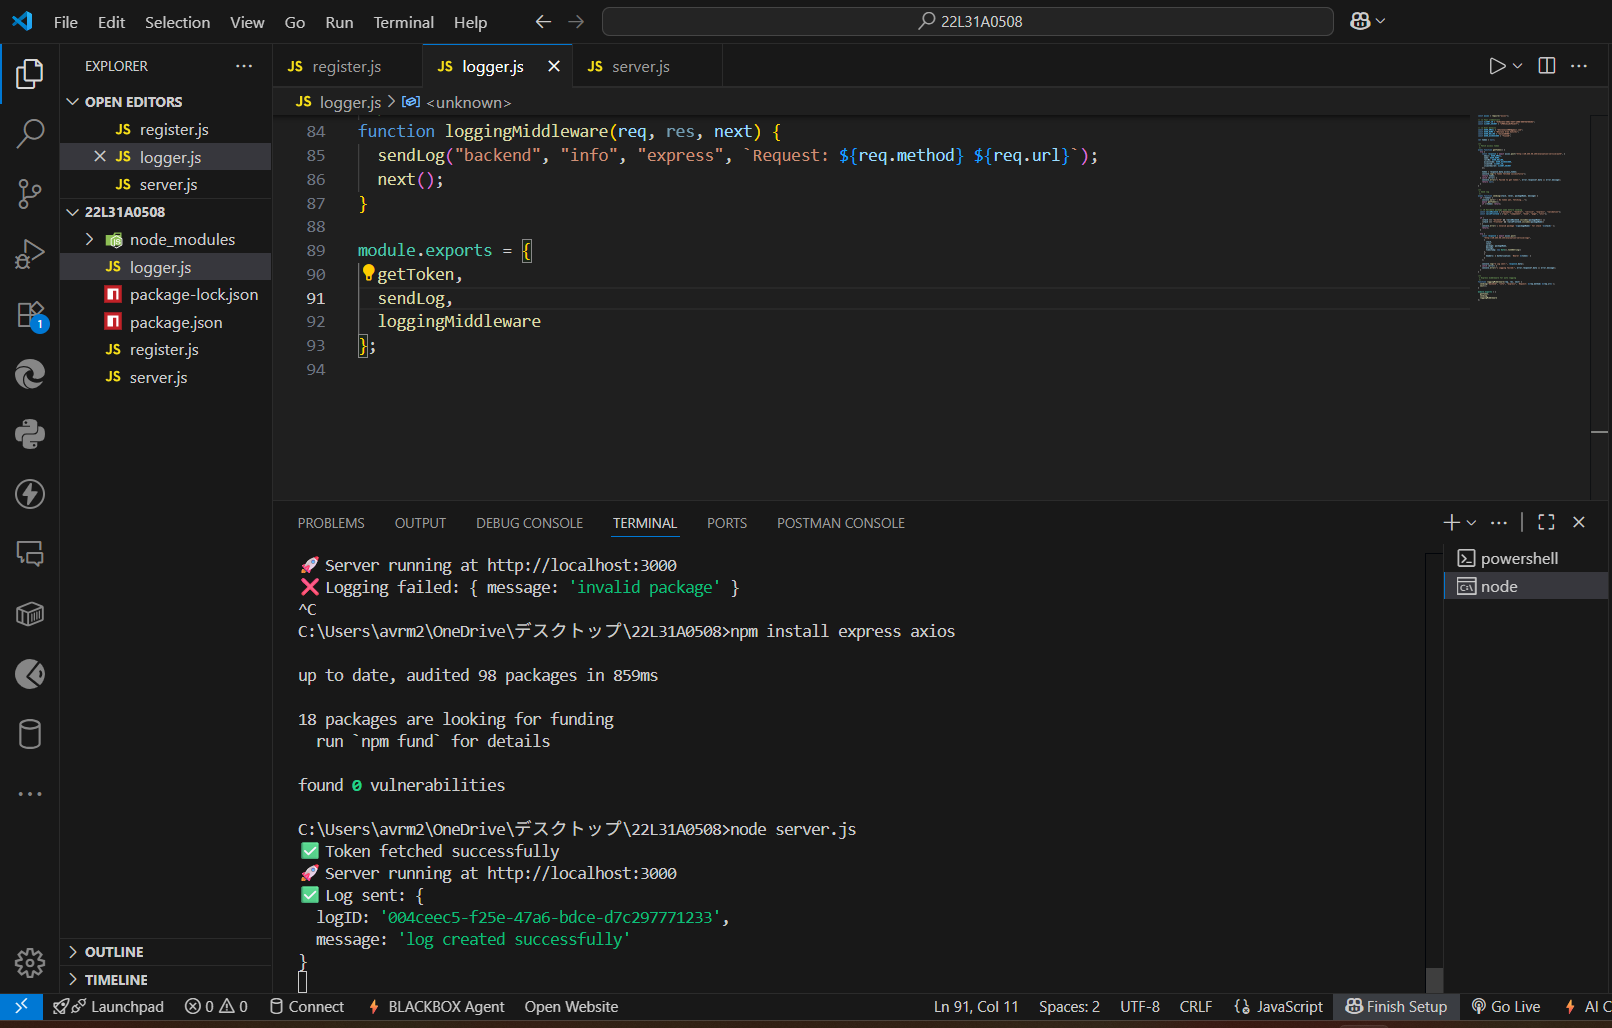 File Edit Selection View Go Run Terminal Help
22L31A0508
EXPLORER
OPEN EDITORS
JS register.js
JS logger.js
JS server.js
22L31A0508
node_modules
JS logger.js
package-lock.json
package.json
JS register.js
JS server.js
OUTLINE
TIMELINE
1
JS register.js JS logger.js JS server.js
JS logger.js > <unknown>
84 function loggingMiddleware(req, res, next) {
85 sendLog("backend", "info", "express", `Request: ${req.method} ${req.url}`);
86 next();
87 }
88
89 module.exports = {
90 getToken,
91 sendLog,
92 loggingMiddleware
93 };
94
PROBLEMS OUTPUT DEBUG CONSOLE TERMINAL PORTS POSTMAN CONSOLE
powershell
node
🚀 Server running at http://localhost:3000
❌ Logging failed: { message: 'invalid package' }
^C
C:\Users\avrm2\OneDrive\デスクトップ\22L31A0508>npm install express axios
up to date, audited 98 packages in 859ms
18 packages are looking for funding
run `npm fund` for details
found 0 vulnerabilities
C:\Users\avrm2\OneDrive\デスクトップ\22L31A0508>node server.js
✅ Token fetched successfully
🚀 Server running at http://localhost:3000
✅ Log sent: {
logID: '004ceec5-f25e-47a6-bdce-d7c297771233',
message: 'log created successfully'
}
Launchpad 0 0 Connect BLACKBOX Agent Open Website Ln 91, Col 11 Spaces: 2 UTF-8 CRLF {} JavaScript Finish Setup Go Live AI C